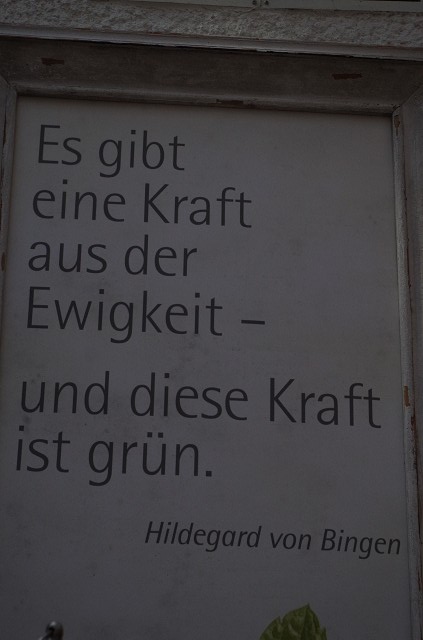 Es gibt
eine Kraft
aus der
Ewigkeit –
und diese Kraft
ist grün.
Hildegard von Bingen